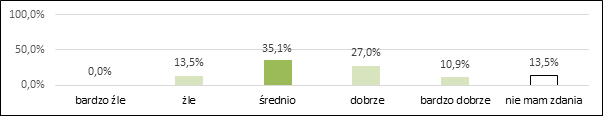 100,0%
50,0%
0,0%
0,0%
13,5%
35,1%
27,0%
10,9%
13,5%
bardzo źle
źle
średnio
dobrze
bardzo dobrze
nie mam zdania